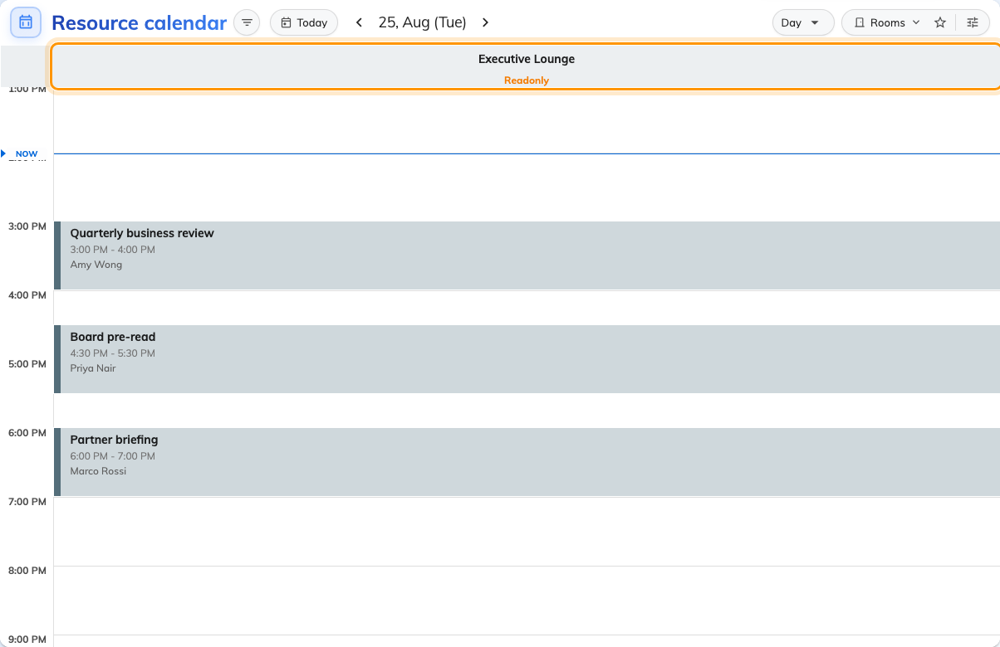 Resource calendar
Today
25, Aug (Tue)
Day
Rooms
Executive Lounge
Readonly
1:00 PM
NOW
3:00 PM
Quarterly business review
3:00 PM - 4:00 PM
Amy Wong
4:00 PM
Board pre-read
4:30 PM - 5:30 PM
5:00 PM
Priya Nair
6:00 PM
Partner briefing
6:00 PM - 7:00 PM
Marco Rossi
7:00 PM
8:00 PM
9:00 PM